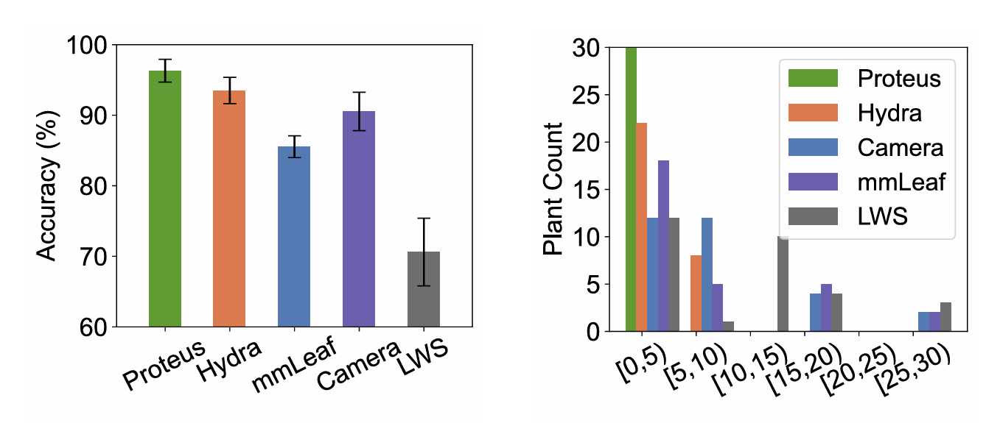 100
90
80
70
60
Accuracy (%)
Proteus
Hydra
mmLeaf
Camera
LWS
30
25
20
15
10
5
0
Plant Count
Proteus
Hydra
Camera
mmLeaf
LWS
[0,5)
[5,10)
[10,15)
[15,20)
[20,25)
[25,30)